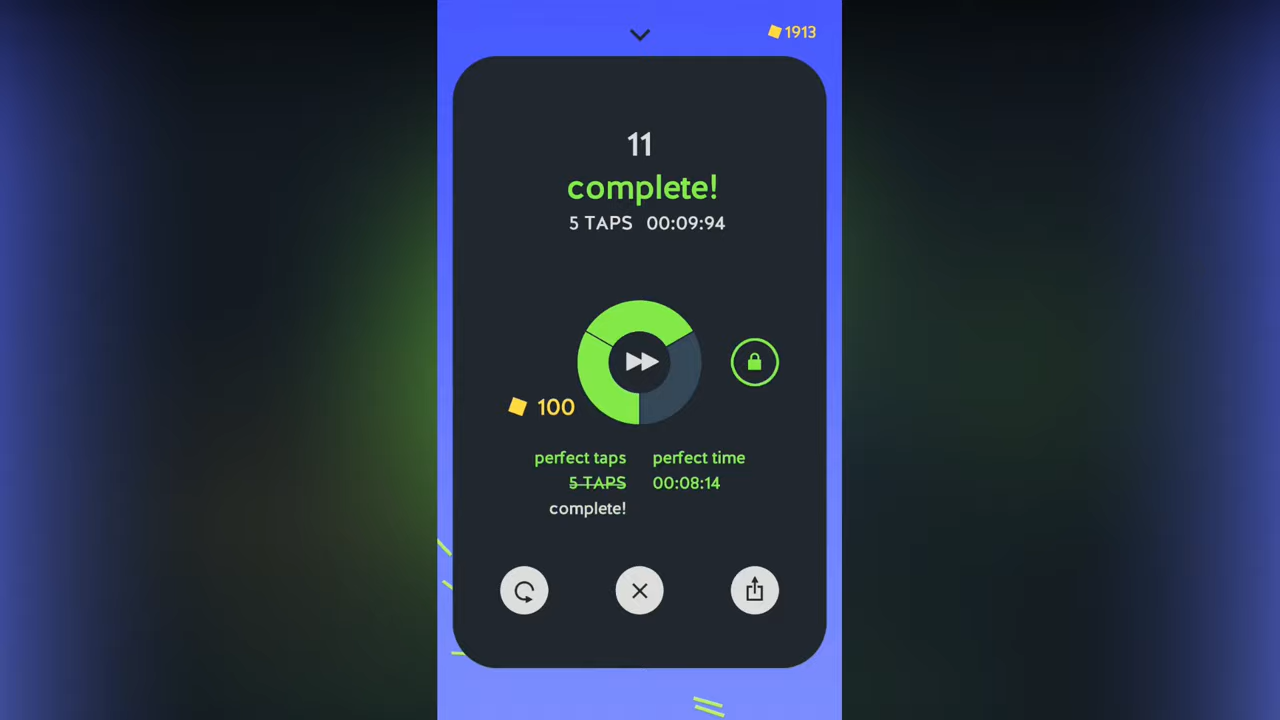 1913
11
complete!
5 TAPS 00:09:94
100
perfect taps perfect time
5 TAPS 00:08:14
complete!